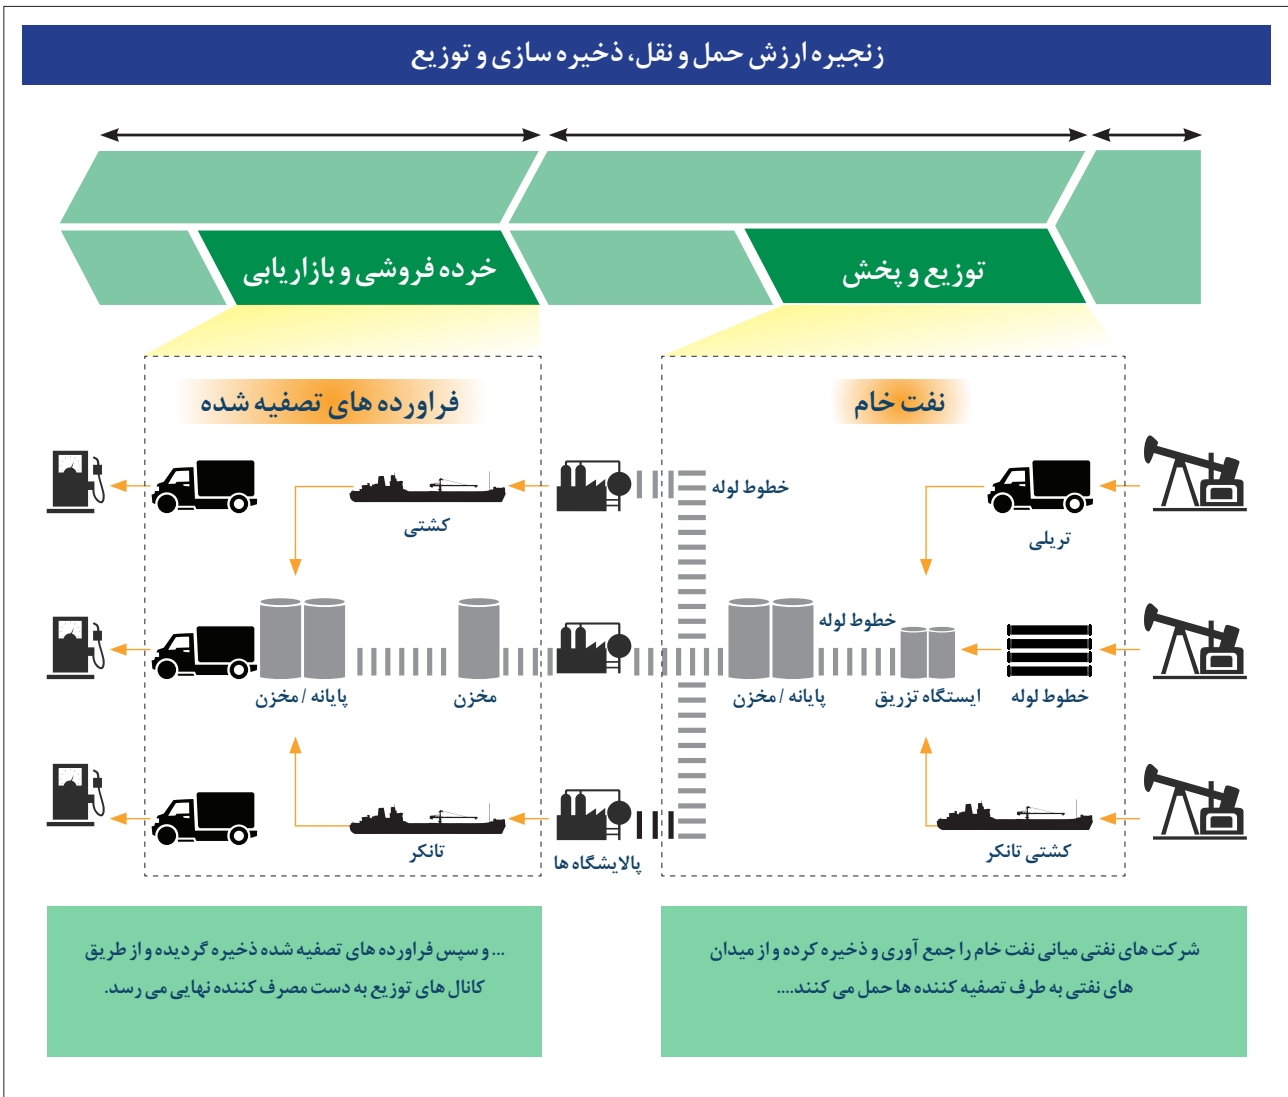 زنجیره ارزش حمل و نقل، ذخیره سازی و توزیع
توزیع و پخش
خرده فروشی و بازاریابی
نفت خام
فراورده های تصفیه شده
خطوط لوله
تریلی
کشتی
خطوط لوله
خطوط لوله
ایستگاه تزریق
پایانه / مخزن
مخزن
پایانه / مخزن
کشتی تانکر
پالایشگاه ها
تانکر
شرکت های نفتی میانی نفت خام را جمع آوری و ذخیره کرده و از میدان
های نفتی به طرف تصفیه کننده ها حمل می کنند....
... و سپس فراورده های تصفیه شده ذخیره گردیده و از طریق
کانال های توزیع به دست مصرف کننده نهایی می رسد.